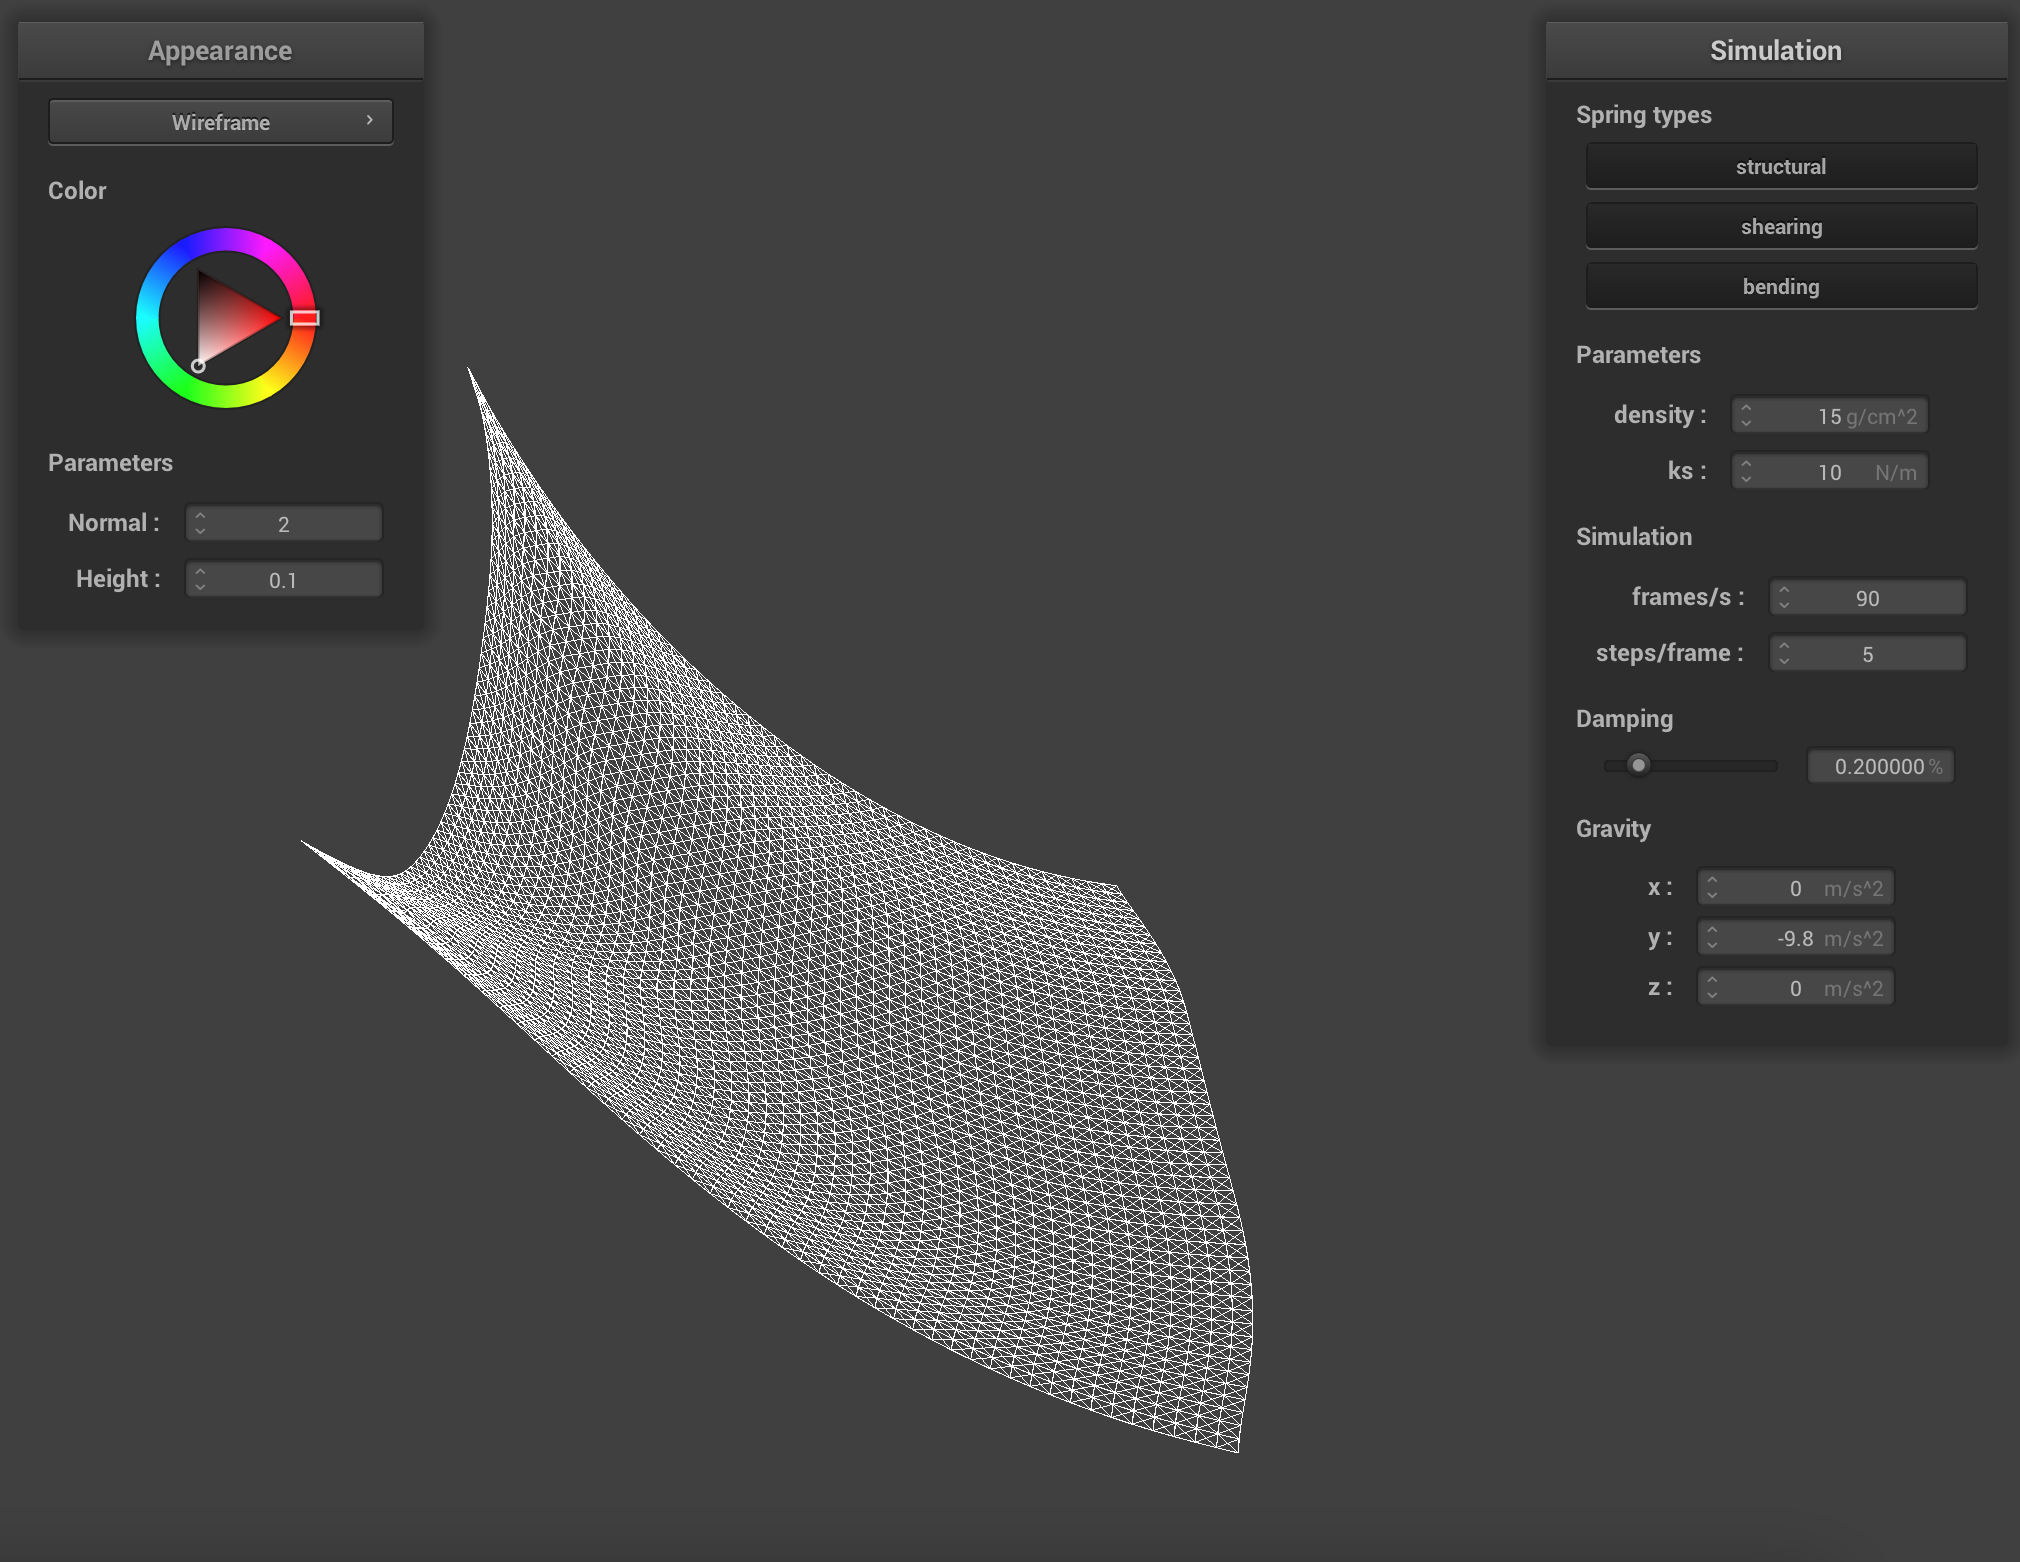 Appearance
Wireframe
Color
Parameters
Normal : 2
Height : 0.1
Simulation
Spring types
structural
shearing
bending
Parameters
density : 15 g/cm^2
ks : 10 N/m
Simulation
frames/s : 90
steps/frame : 5
Damping
0.200000 %
Gravity
x : 0 m/s^2
y : -9.8 m/s^2
z : 0 m/s^2